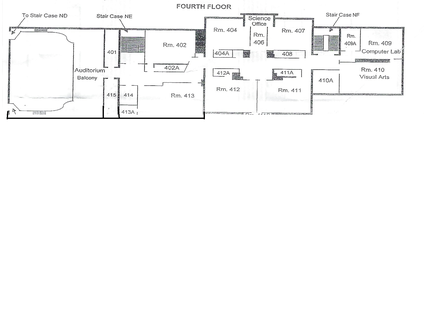 FOURTH FLOOR
To Stair Case ND
Stair Case NE
Science
Office
Stair Case NF
Rm. 404
Rm.
406
Rm. 407
401
Rm. 402
Rm.
409A
Rm. 409
Computer Lab
404A
408
Auditorium
Balcony
402A
412A
411A
410A
Rm. 410
Visual Arts
415
414
Rm. 413
Rm. 412
Rm. 411
413A